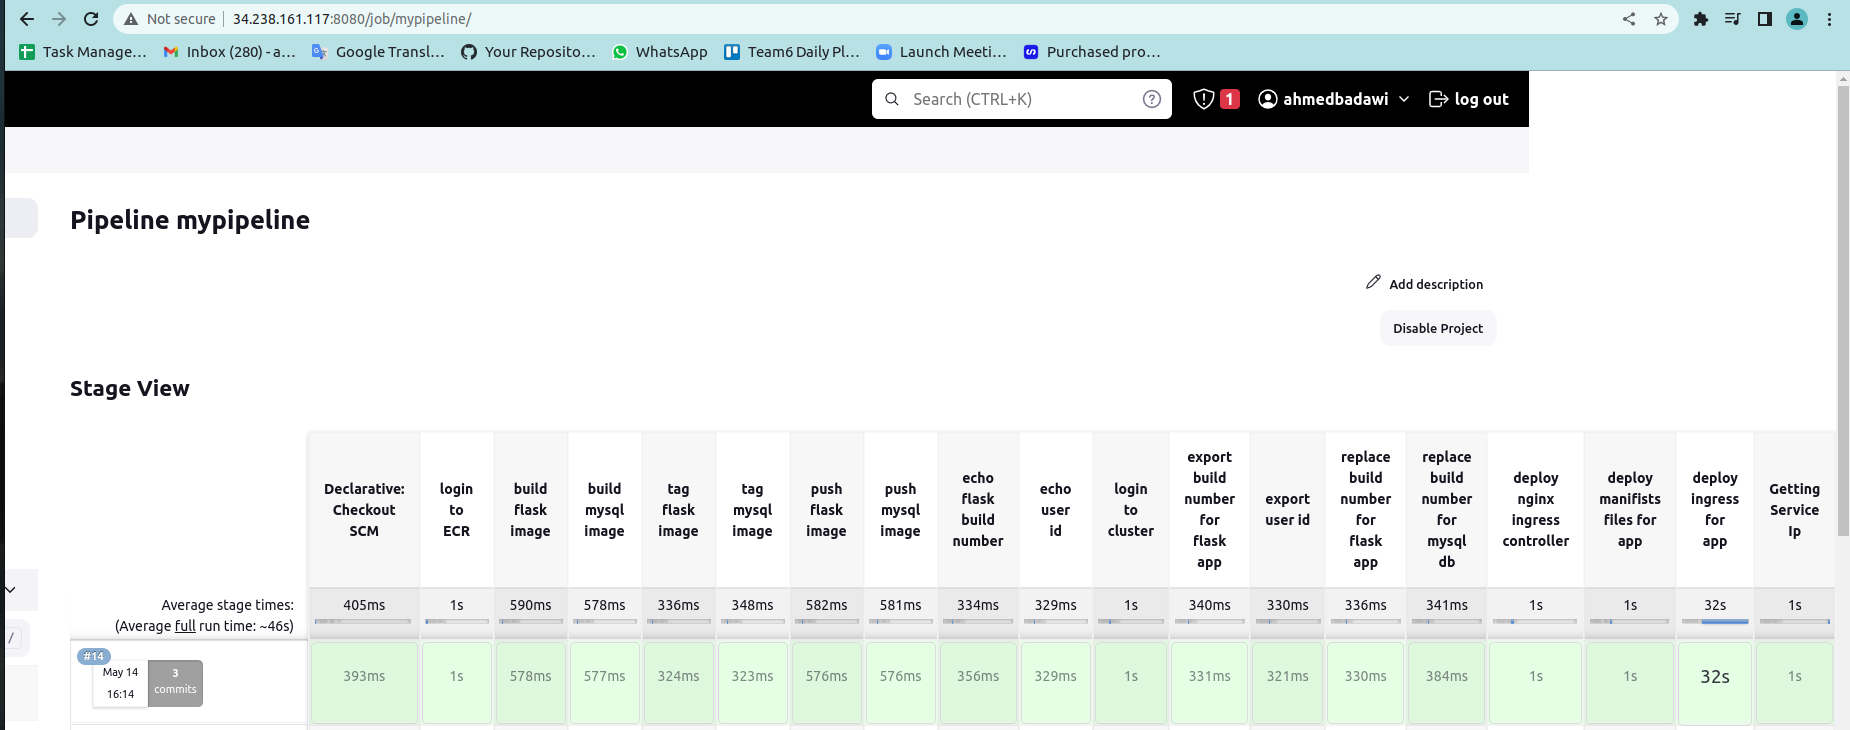 Not secure 34.238.161.117:8080/job/mypipeline/
Task Manage... Inbox (280) - a... Google Transl... Your Reposito... WhatsApp Team6 Daily Pl... Launch Meeti... Purchased pro...
Search (CTRL+K) ? 1 ahmedbadawi log out
Pipeline mypipeline
Add description
Disable Project
Stage View
Declarative: Checkout SCM
login to ECR
build flask image
build mysql image
tag flask image
tag mysql image
push flask image
push mysql image
echo flask build number
echo user id
login to cluster
export build number for flask app
export user id
replace build number for flask app
replace build number for mysql db
deploy nginx ingress controller
deploy manifists files for app
deploy ingress for app
Getting Service Ip
Average stage times: 405ms 1s 590ms 578ms 336ms 348ms 582ms 581ms 334ms 329ms 1s 340ms 330ms 336ms 341ms 1s 1s 32s 1s
(Average full run time: ~46s)
/
#14
May 14
16:14
3
commits
393ms 1s 578ms 577ms 324ms 323ms 576ms 576ms 356ms 329ms 1s 331ms 321ms 330ms 384ms 1s 1s 32s 1s